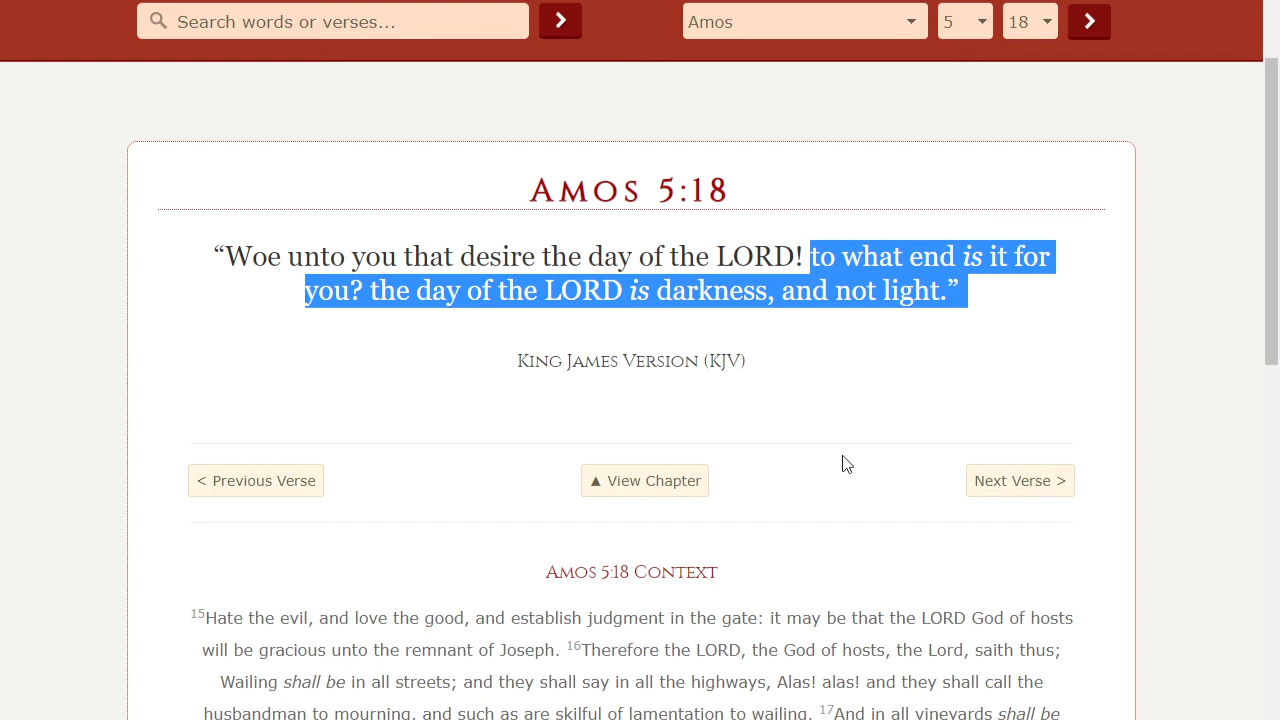 Search words or verses...
Amos
5
18
Amos 5:18
“Woe unto you that desire the day of the LORD! to what end is it for
you? the day of the LORD is darkness, and not light.”
King James Version (KJV)
< Previous Verse
▲ View Chapter
Next Verse >
Amos 5:18 Context
15Hate the evil, and love the good, and establish judgment in the gate: it may be that the LORD God of hosts
will be gracious unto the remnant of Joseph. 16Therefore the LORD, the God of hosts, the Lord, saith thus;
Wailing shall be in all streets; and they shall say in all the highways, Alas! alas! and they shall call the
husbandman to mourning, and such as are skilful of lamentation to wailing. 17And in all vineyards shall be